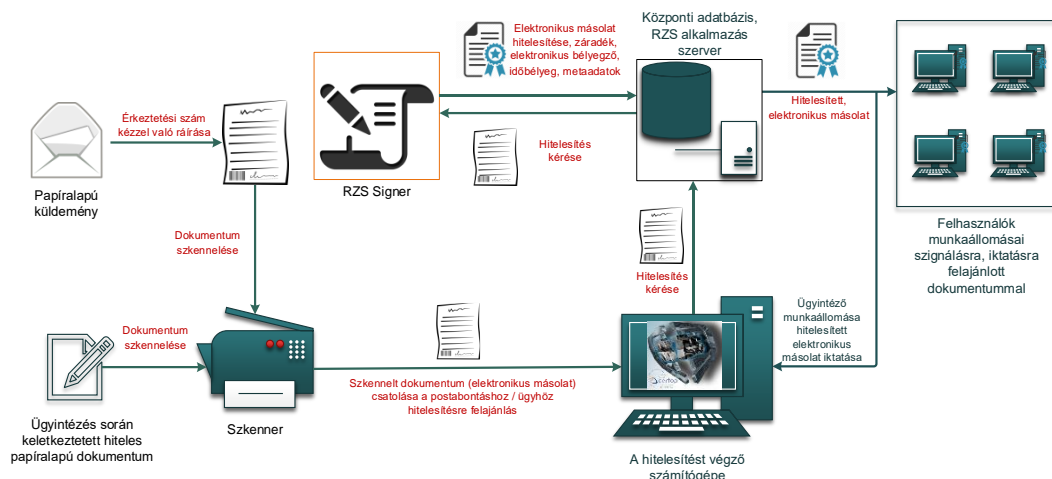 Központi adatbázis,
RZS alkalmazás
szerver
Elektronikus másolat
hitelesítése, záradék,
elektronikus bélyegző,
időbélyeg, metaadatok
Hitelesített,
elektronikus másolat
Érkeztetési szám
kézzel való ráírása
Hitelesítés
kérése
Papíralapú
küldemény
RZS Signer
Felhasználók
munkaállomásai
szignálásra, iktatásra
felajánlott
dokumentummal
Dokumentum
szkennelése
Hitelesítés
kérése
Ügyintéző
munkaállomása
hitelesített
elektronikus
másolat iktatása
Dokumentum
szkennelése
Szkennelt dokumentum (elektronikus másolat)
csatolása a postabontáshoz / ügyhöz
hitelesítésre felajánlás
Szkenner
Ügyintézés során
keletkeztetett hiteles
papíralapú dokumentum
A hitelesítést végző
számítógépe